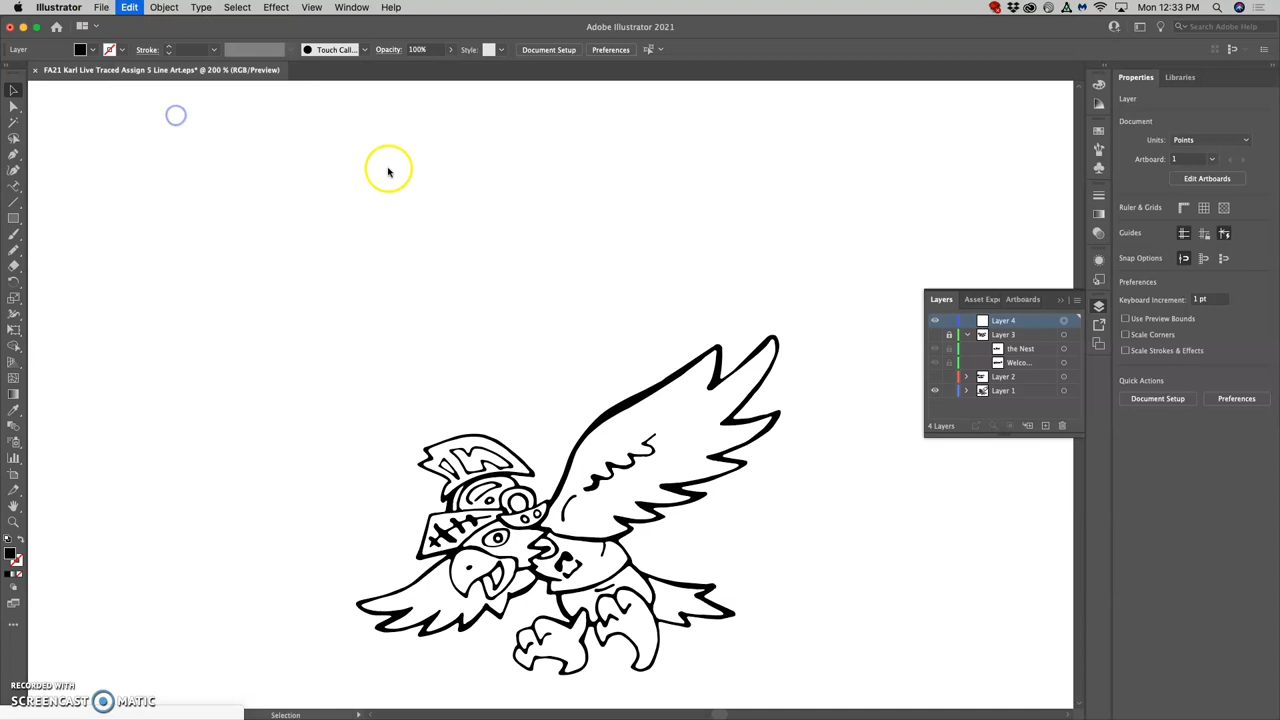 Illustrator File Edit Object Type Select Effect View Window Help
Mon 12:33 PM
Adobe Illustrator 2021
Search Adobe Help
Layer
Stroke:
Touch Call...
Opacity: 100%
Style:
Document Setup
Preferences
× FA21 Karl Live Traced Assign 5 Line Art.eps* @ 200 % (RGB/Preview)
Properties Libraries
Layer
Document
Units: Points
Artboard: 1
Edit Artboards
Ruler & Grids
Guides
Snap Options
Preferences
Keyboard Increment: 1 pt
Use Preview Bounds
Scale Corners
Scale Strokes & Effects
Quick Actions
Document Setup Preferences
Layers Asset Exp Artboards
Layer 4
Layer 3
the Nest
Welco...
Layer 2
Layer 1
4 Layers
RECORDED WITH
SCREENCAST MATIC
Selection